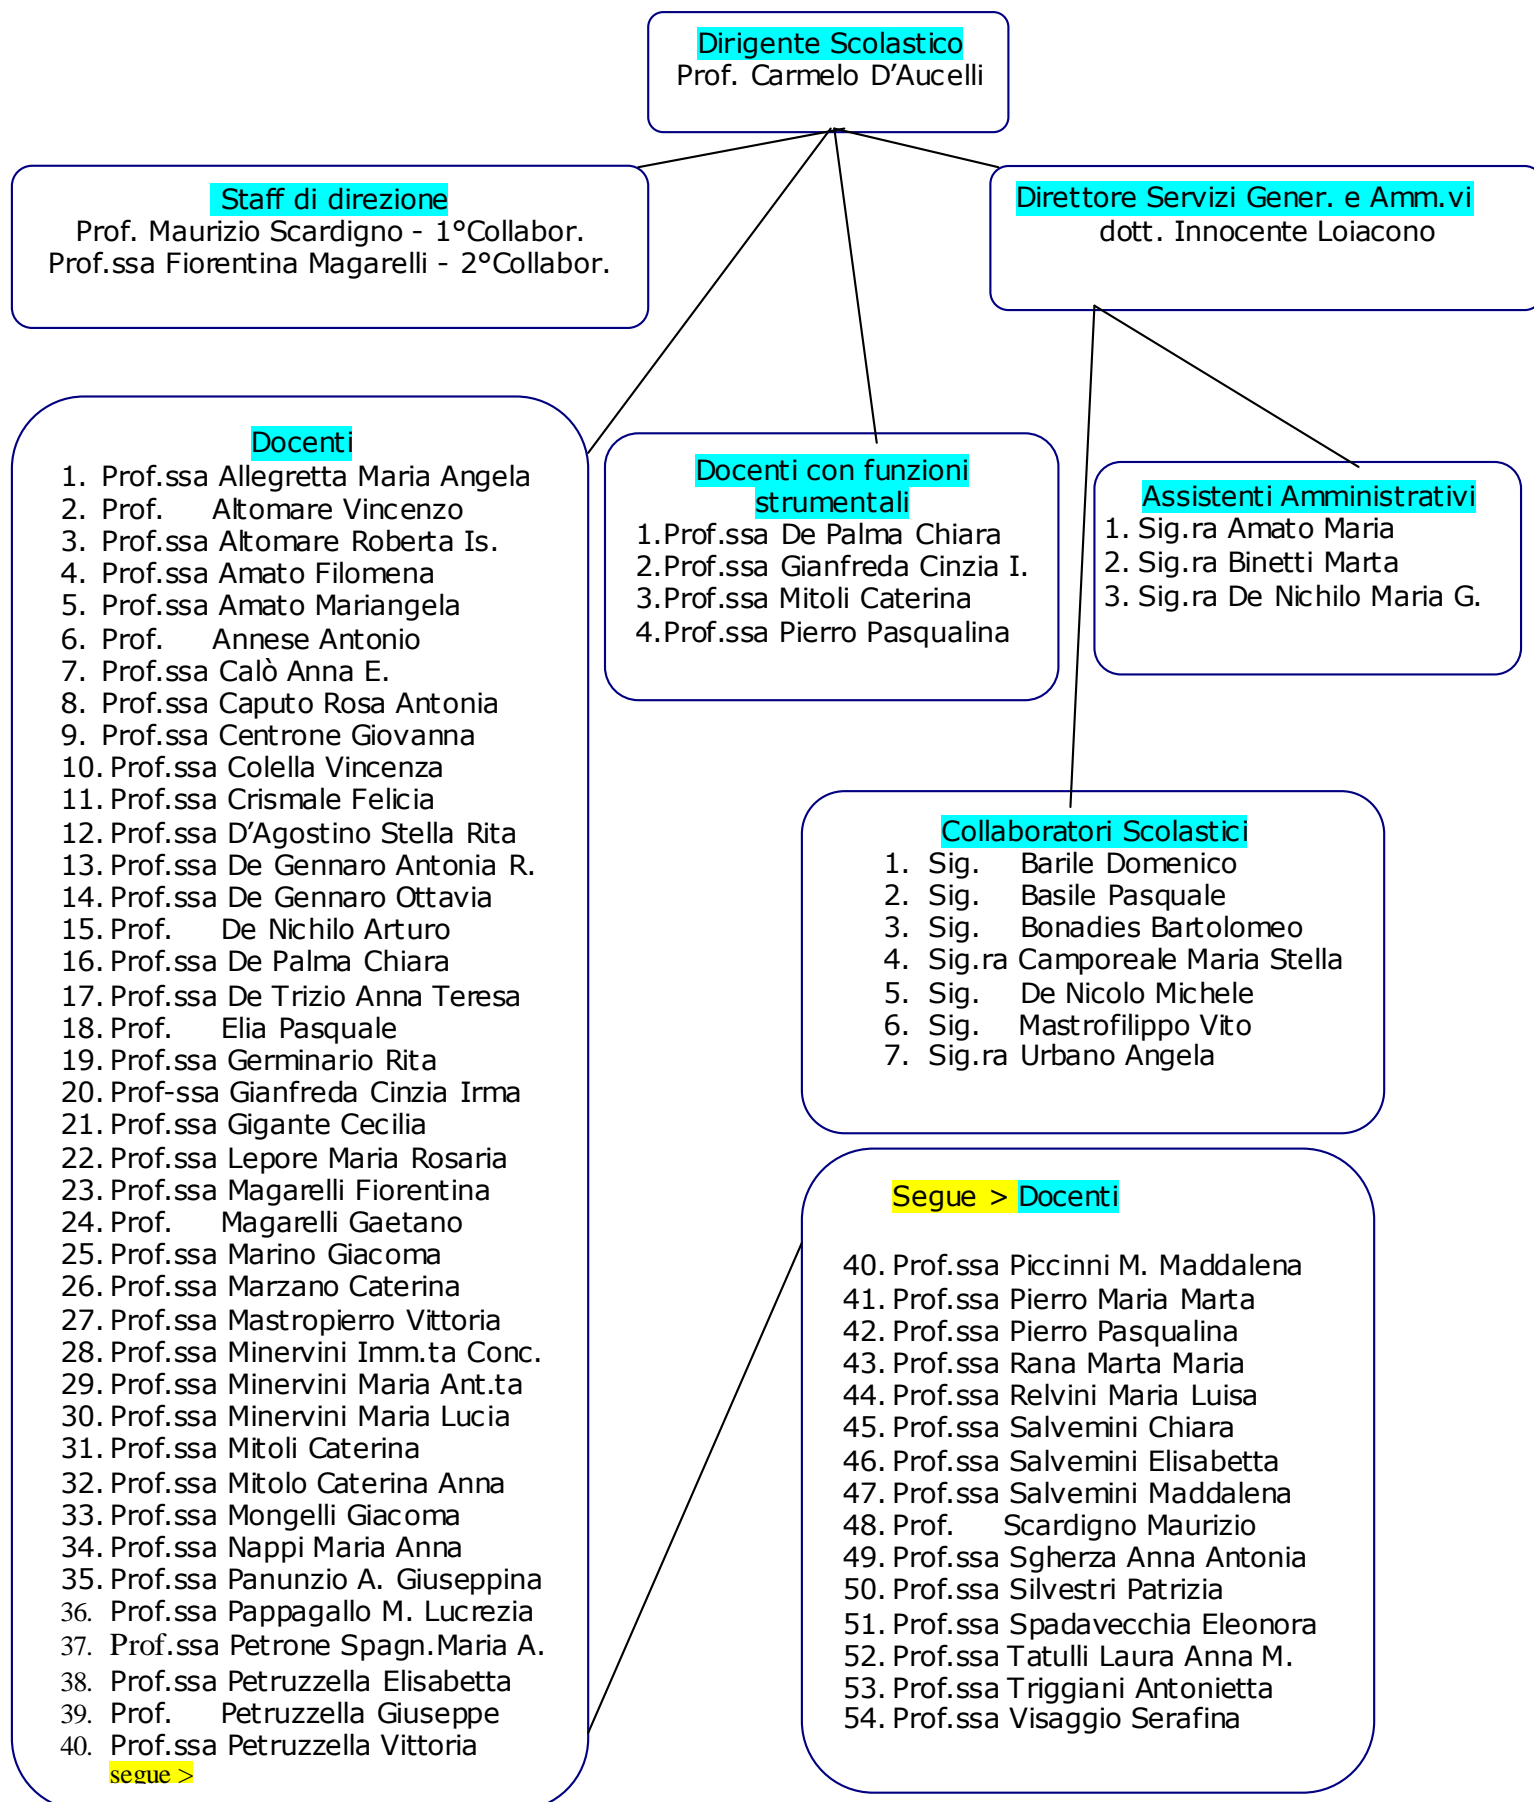 Dirigente Scolastico
Prof. Carmelo D'Aucelli
Staff di direzione
Prof. Maurizio Scardigno - 1°Collabor.
Prof.ssa Fiorentina Magarelli - 2°Collabor.
Direttore Servizi Gener. e Amm.vi
dott. Innocente Loiacono
Docenti
1. Prof.ssa Allegretta Maria Angela
2. Prof. Altomare Vincenzo
3. Prof.ssa Altomare Roberta Is.
4. Prof.ssa Amato Filomena
5. Prof.ssa Amato Mariangela
6. Prof. Annese Antonio
7. Prof.ssa Calò Anna E.
8. Prof.ssa Caputo Rosa Antonia
9. Prof.ssa Centrone Giovanna
10. Prof.ssa Colella Vincenza
11. Prof.ssa Crismale Felicia
12. Prof.ssa D'Agostino Stella Rita
13. Prof.ssa De Gennaro Antonia R.
14. Prof.ssa De Gennaro Ottavia
15. Prof. De Nichilo Arturo
16. Prof.ssa De Palma Chiara
17. Prof.ssa De Trizio Anna Teresa
18. Prof. Elia Pasquale
19. Prof.ssa Germinario Rita
20. Prof-ssa Gianfreda Cinzia Irma
21. Prof.ssa Gigante Cecilia
22. Prof.ssa Lepore Maria Rosaria
23. Prof.ssa Magarelli Fiorentina
24. Prof. Magarelli Gaetano
25. Prof.ssa Marino Giacoma
26. Prof.ssa Marzano Caterina
27. Prof.ssa Mastropierro Vittoria
28. Prof.ssa Minervini Imm.ta Conc.
29. Prof.ssa Minervini Maria Ant.ta
30. Prof.ssa Minervini Maria Lucia
31. Prof.ssa Mitoli Caterina
32. Prof.ssa Mitolo Caterina Anna
33. Prof.ssa Mongelli Giacoma
34. Prof.ssa Nappi Maria Anna
35. Prof.ssa Panunzio A. Giuseppina
36. Prof.ssa Pappagallo M. Lucrezia
37. Prof.ssa Petrone Spagn.Maria A.
38. Prof.ssa Petruzzella Elisabetta
39. Prof. Petruzzella Giuseppe
40. Prof.ssa Petruzzella Vittoria
segue >
Docenti con funzioni
strumentali
1.Prof.ssa De Palma Chiara
2.Prof.ssa Gianfreda Cinzia I.
3.Prof.ssa Mitoli Caterina
4.Prof.ssa Pierro Pasqualina
Assistenti Amministrativi
1. Sig.ra Amato Maria
2. Sig.ra Binetti Marta
3. Sig.ra De Nichilo Maria G.
Collaboratori Scolastici
1. Sig. Barile Domenico
2. Sig. Basile Pasquale
3. Sig. Bonadies Bartolomeo
4. Sig.ra Camporeale Maria Stella
5. Sig. De Nicolo Michele
6. Sig. Mastrofilippo Vito
7. Sig.ra Urbano Angela
Segue > Docenti
40. Prof.ssa Piccinni M. Maddalena
41. Prof.ssa Pierro Maria Marta
42. Prof.ssa Pierro Pasqualina
43. Prof.ssa Rana Marta Maria
44. Prof.ssa Relvini Maria Luisa
45. Prof.ssa Salvemini Chiara
46. Prof.ssa Salvemini Elisabetta
47. Prof.ssa Salvemini Maddalena
48. Prof. Scardigno Maurizio
49. Prof.ssa Sgherza Anna Antonia
50. Prof.ssa Silvestri Patrizia
51. Prof.ssa Spadavecchia Eleonora
52. Prof.ssa Tatulli Laura Anna M.
53. Prof.ssa Triggiani Antonietta
54. Prof.ssa Visaggio Serafina